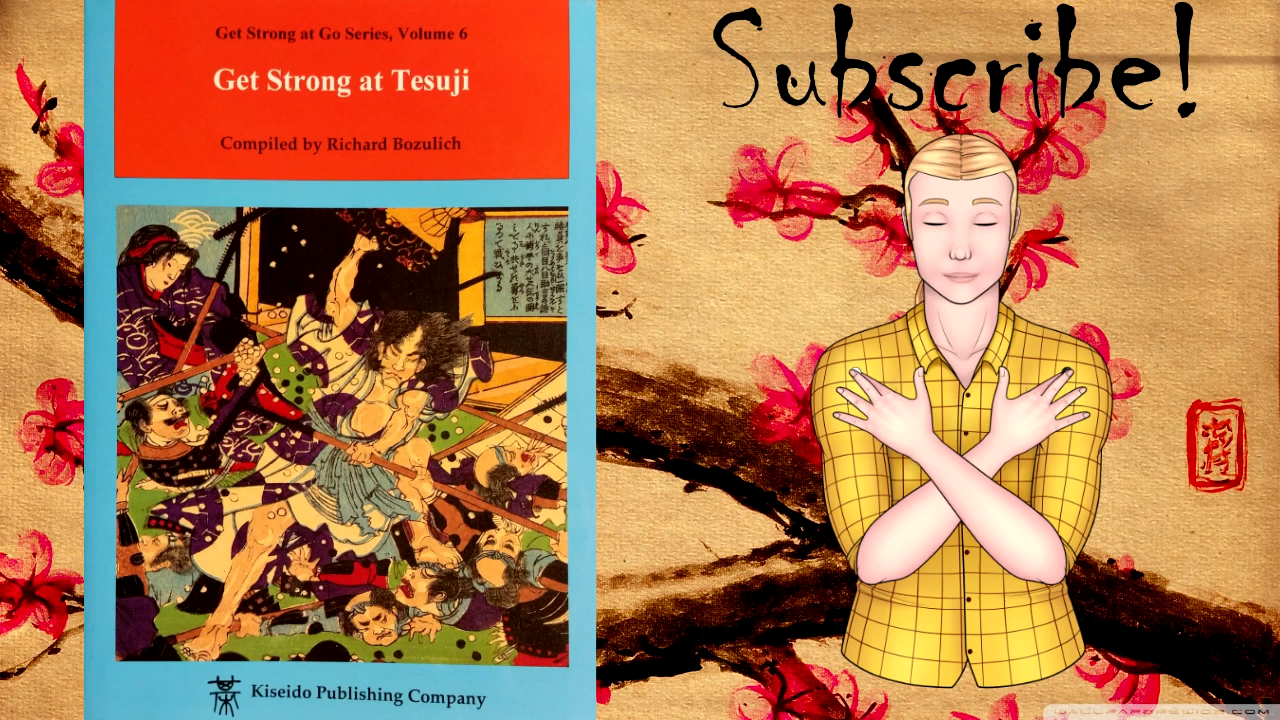 Get Strong at Go Series, Volume 6
Get Strong at Tesuji
Compiled by Richard Bozulich
Kiseido Publishing Company
Subscribe!